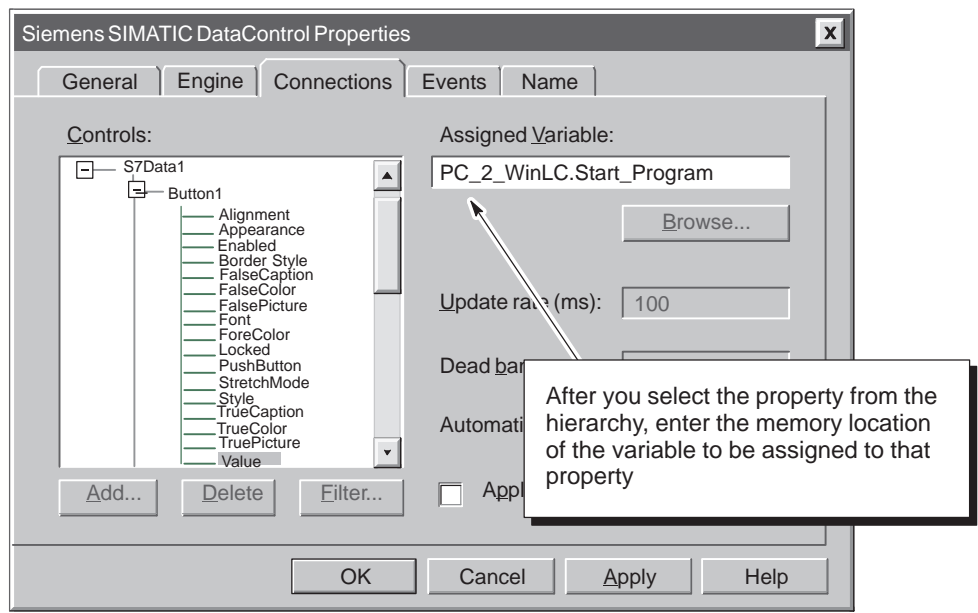 Siemens SIMATIC DataControl Properties
X
General Engine Connections Events Name
Controls:
S7Data1
Button1
Alignment
Appearance
Enabled
Border Style
FalseCaption
FalseColor
FalsePicture
Font
ForeColor
Locked
PushButton
StretchMode
Style
TrueCaption
TrueColor
TruePicture
Value
Add... Delete Filter...
Assigned Variable:
PC_2_WinLC.Start_Program
Browse...
Update rate (ms): 100
Dead
After you select the property from the
hierarchy, enter the memory location
of the variable to be assigned to that
property
OK Cancel Apply Help